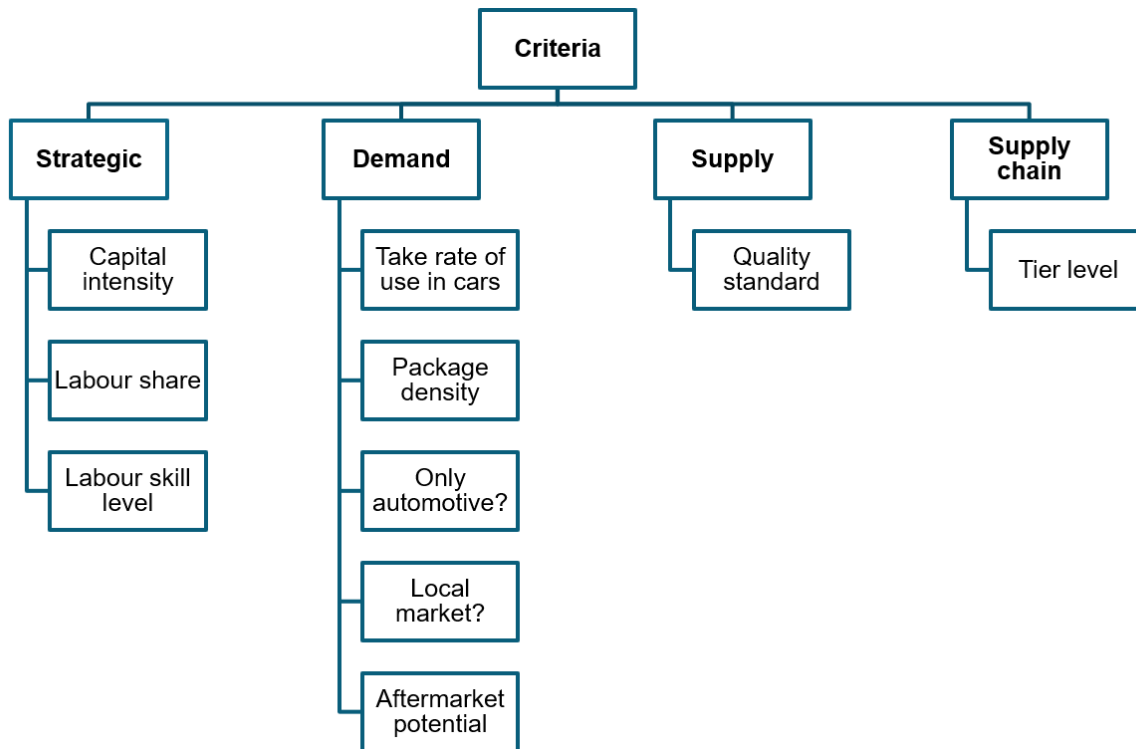 Criteria
Strategic
Demand
Supply
Supply
chain
Capital
intensity
Labour share
Labour skill
level
Take rate of
use in cars
Package
density
Only
automotive?
Local
market?
Aftermarket
potential
Quality
standard
Tier level